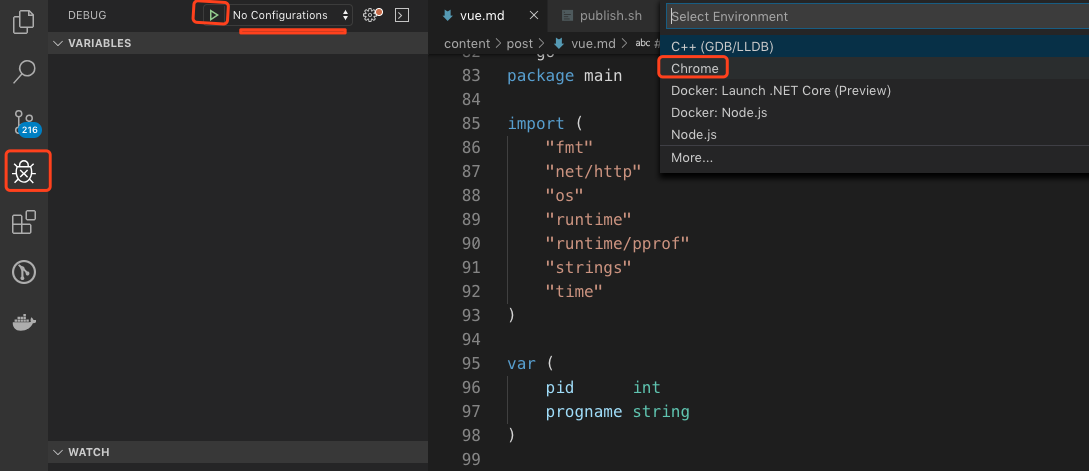 DEBUG
No Configurations
VARIABLES
216
WATCH
vue.md
publish.sh
content > post > vue.md > abc #
83 package main
84
85 import (
86 "fmt"
87 "net/http"
88 "os"
89 "runtime"
90 "runtime/pprof"
91 "strings"
92 "time"
93 )
94
95 var (
96 pid int
97 progname string
98 )
99
Select Environment
C++ (GDB/LLDB)
Chrome
Docker: Launch .NET Core (Preview)
Docker: Node.js
Node.js
More...